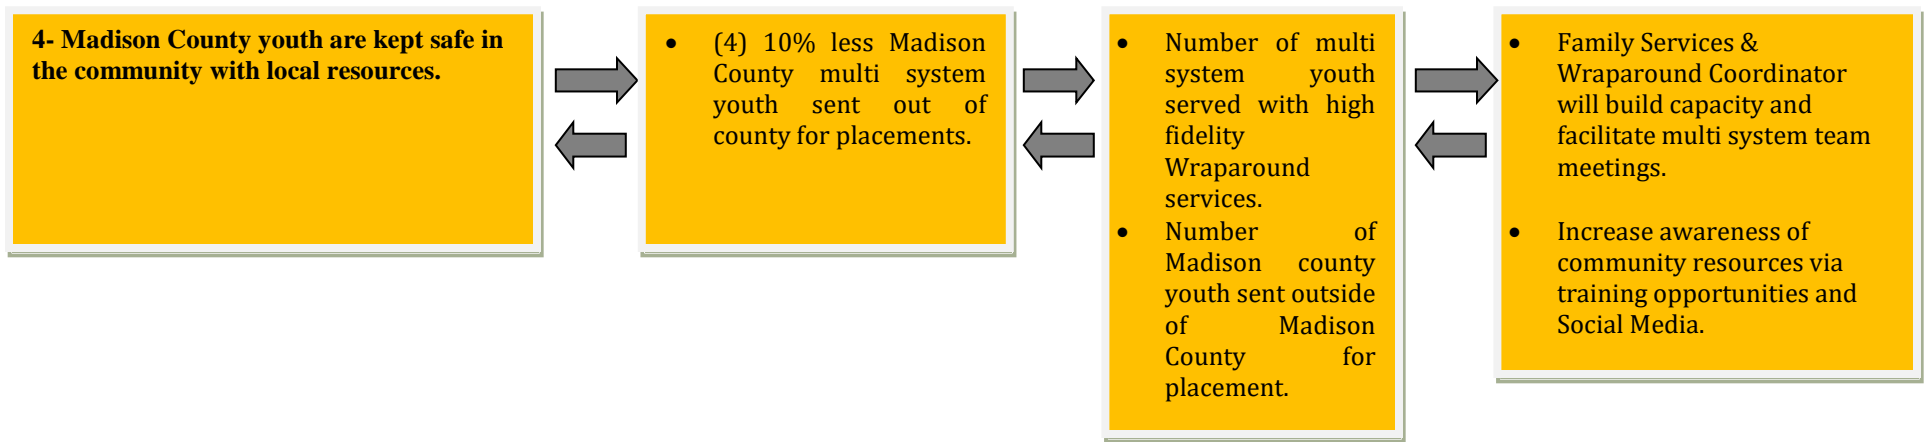 4- Madison County youth are kept safe in
the community with local resources.
• (4) 10% less Madison
County multi system
youth sent out of
county for placements.
• Number of multi
system youth
served with high
fidelity
Wraparound
services.
• Number of
Madison county
youth sent outside
of Madison
County for
placement.
• Family Services &
Wraparound Coordinator
will build capacity and
facilitate multi system team
meetings.
• Increase awareness of
community resources via
training opportunities and
Social Media.